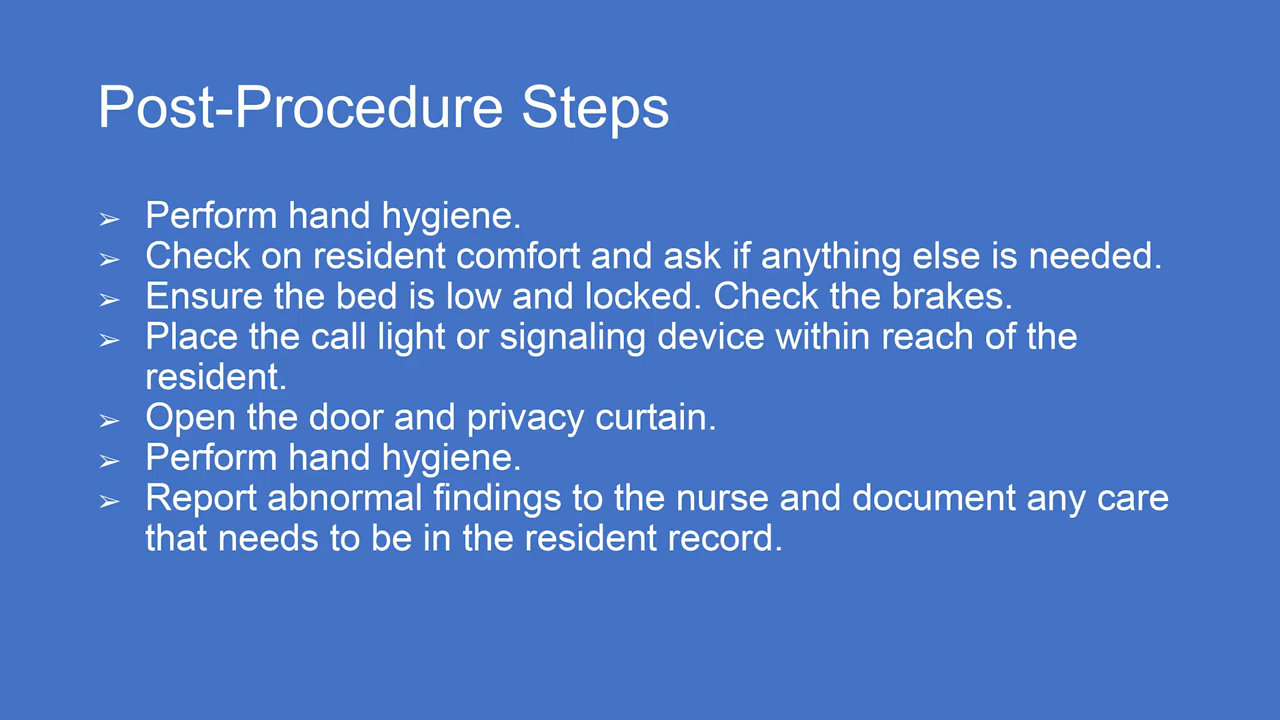 Post-Procedure Steps
➢ Perform hand hygiene.
➢ Check on resident comfort and ask if anything else is needed.
➢ Ensure the bed is low and locked. Check the brakes.
➢ Place the call light or signaling device within reach of the
resident.
➢ Open the door and privacy curtain.
➢ Perform hand hygiene.
➢ Report abnormal findings to the nurse and document any care
that needs to be in the resident record.